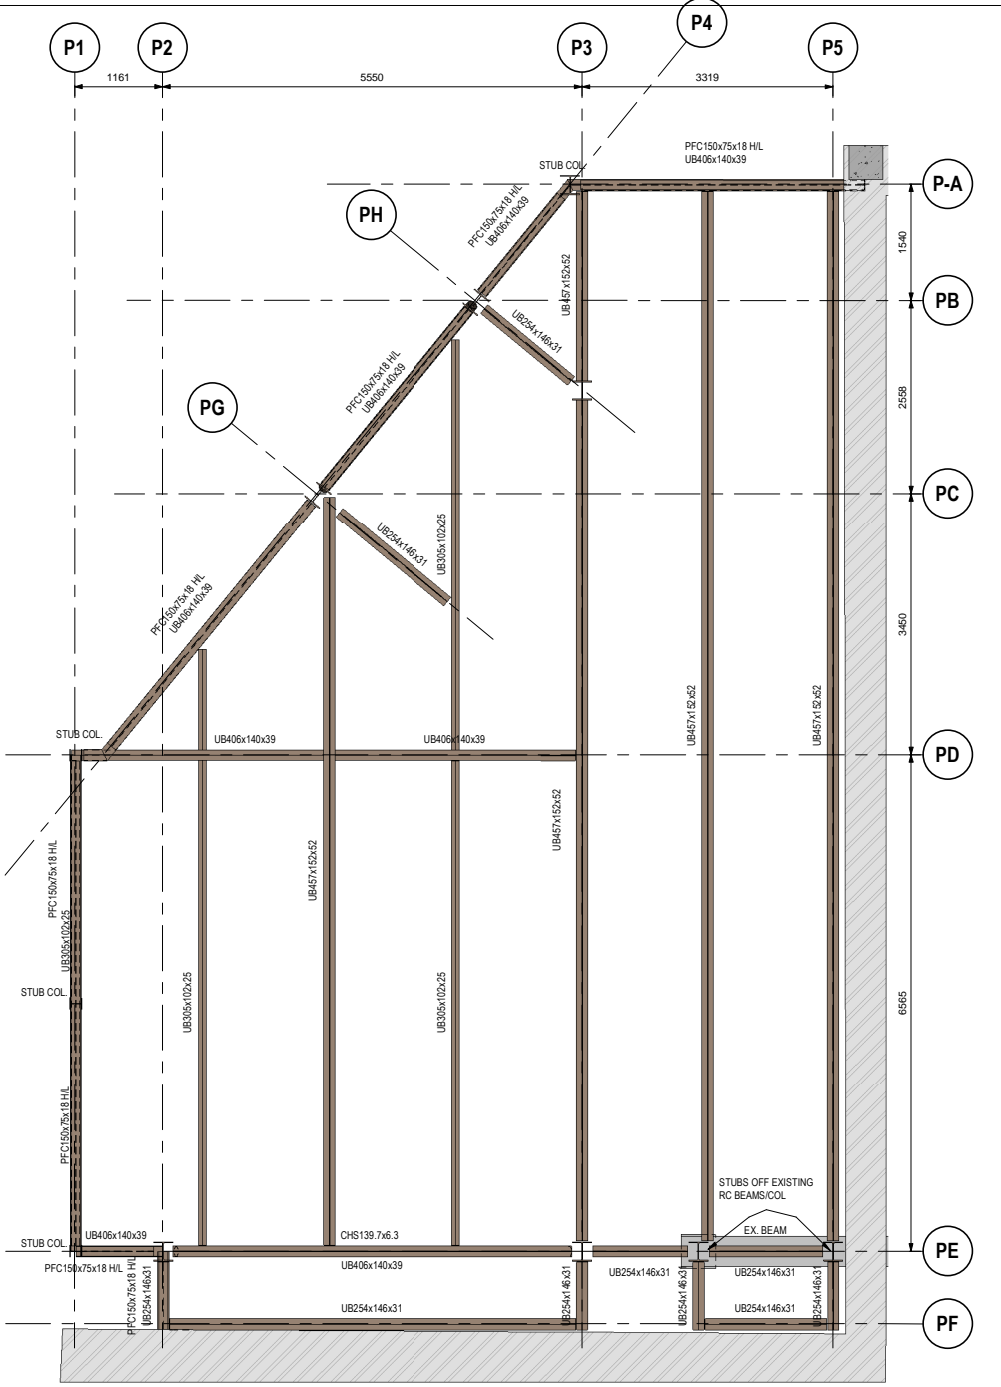 P4
P1
P2
P3
P5
1161
5550
3319
PFC150x75x18 H/L
UB406x140x39
STUB COL.
P-A
PH
PFC150x75x18 H/L
UB406x140x39
1540
UB457x152x52
PB
UB254x146x31
PFC150x75x18 H/L
UB406x140x39
2558
PG
PC
UB254x146x31
UB305x102x25
PFC150x75x18 H/L
UB406x140x39
3450
UB457x152x52
UB457x152x52
STUB COL.
UB406x140x39
UB406x140x39
PD
UB457x152x52
UB457x152x52
PFC150x75x18 H/L
UB305x102x25
STUB COL.
UB305x102x25
UB305x102x25
6565
PFC150x75x18 H/L
STUBS OFF EXISTING
RC BEAMS/COL
EX. BEAM
STUB COL.
UB406x140x39
CHS139.7x6.3
PE
PFC150x75x18 H/L
UB406x140x39
PFC150x75x18 H/L
UB254x146x31
UB254x146x31
UB254x146x31
UB254x146x31
UB254x146x31
UB254x146x31
UB254x146x31
UB254x146x31
PF